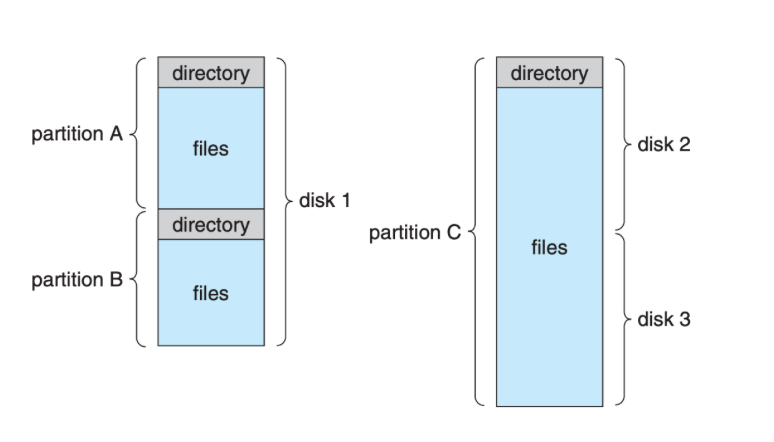 directory
partition A
files
disk 1
directory
partition B
files
directory
disk 2
partition C
files
disk 3